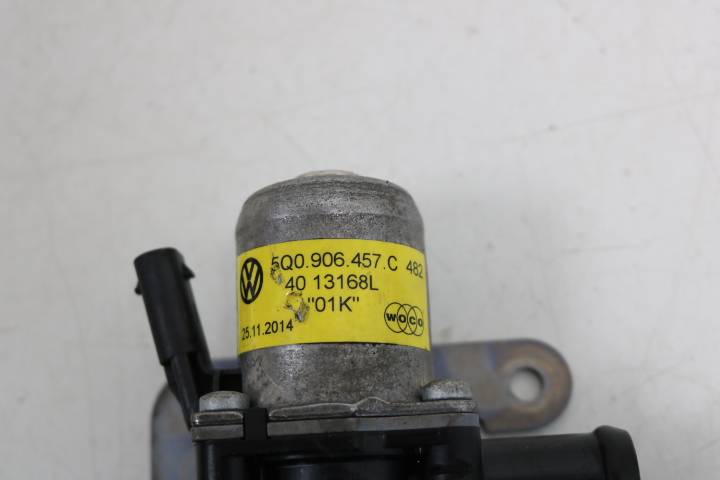 5Q0.906.457.C 482
40 13168L
"01K"
25.11.2014
WOCO